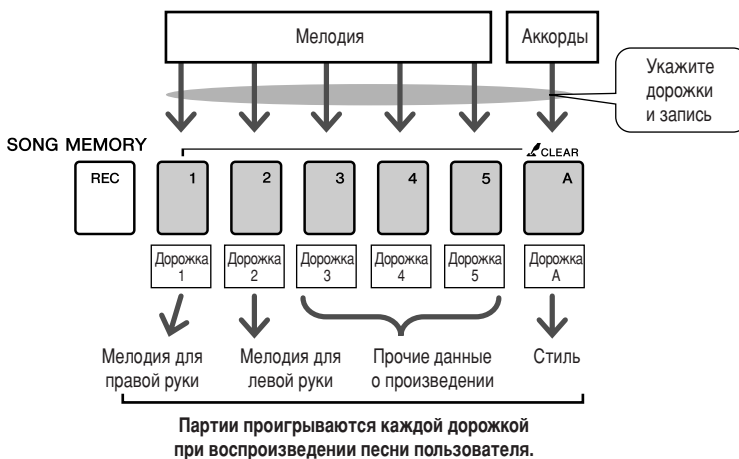 Мелодия
Аккорды
Укажите
дорожки
и запись
SONG MEMORY
CLEAR
REC
1
2
3
4
5
A
Дорожка
1
Дорожка
2
Дорожка
3
Дорожка
4
Дорожка
5
Дорожка
A
Мелодия для
правой руки
Мелодия для
левой руки
Прочие данные
о произведении
Стиль
Партии проигрываются каждой дорожкой
при воспроизведении песни пользователя.